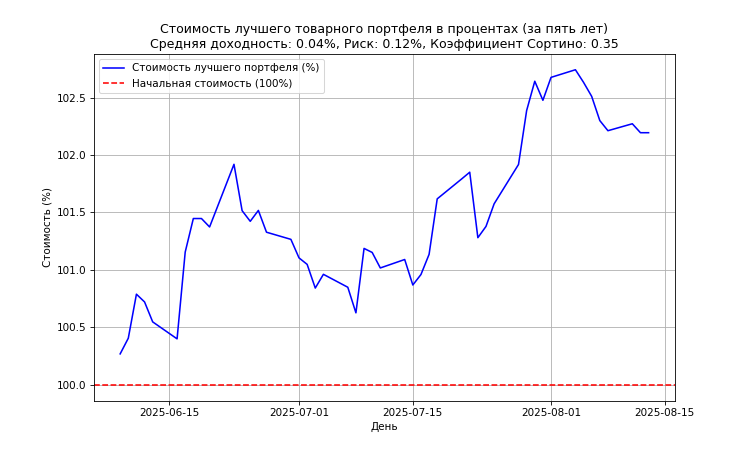 Стоимость лучшего товарного портфеля в процентах (за пять лет)
Средняя доходность: 0.04%, Риск: 0.12%, Коэффициент Сортино: 0.35
Стоимость лучшего портфеля (%)
Начальная стоимость (100%)
Стоимость (%)
102.5
102.0
101.5
101.0
100.5
100.0
2025-06-15
2025-07-01
2025-07-15
2025-08-01
2025-08-15
День